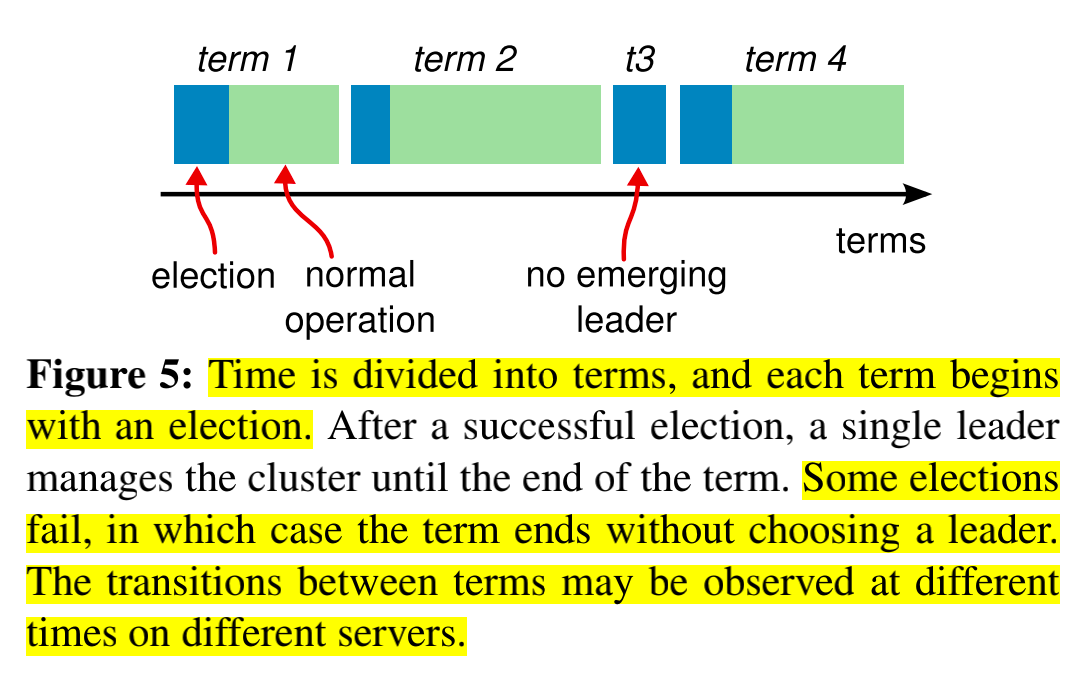 term 1 term 2 t3 term 4
terms
election normal no emerging
operation leader
Figure 5: Time is divided into terms, and each term begins
with an election. After a successful election, a single leader
manages the cluster until the end of the term. Some elections
fail, in which case the term ends without choosing a leader.
The transitions between terms may be observed at different
times on different servers.